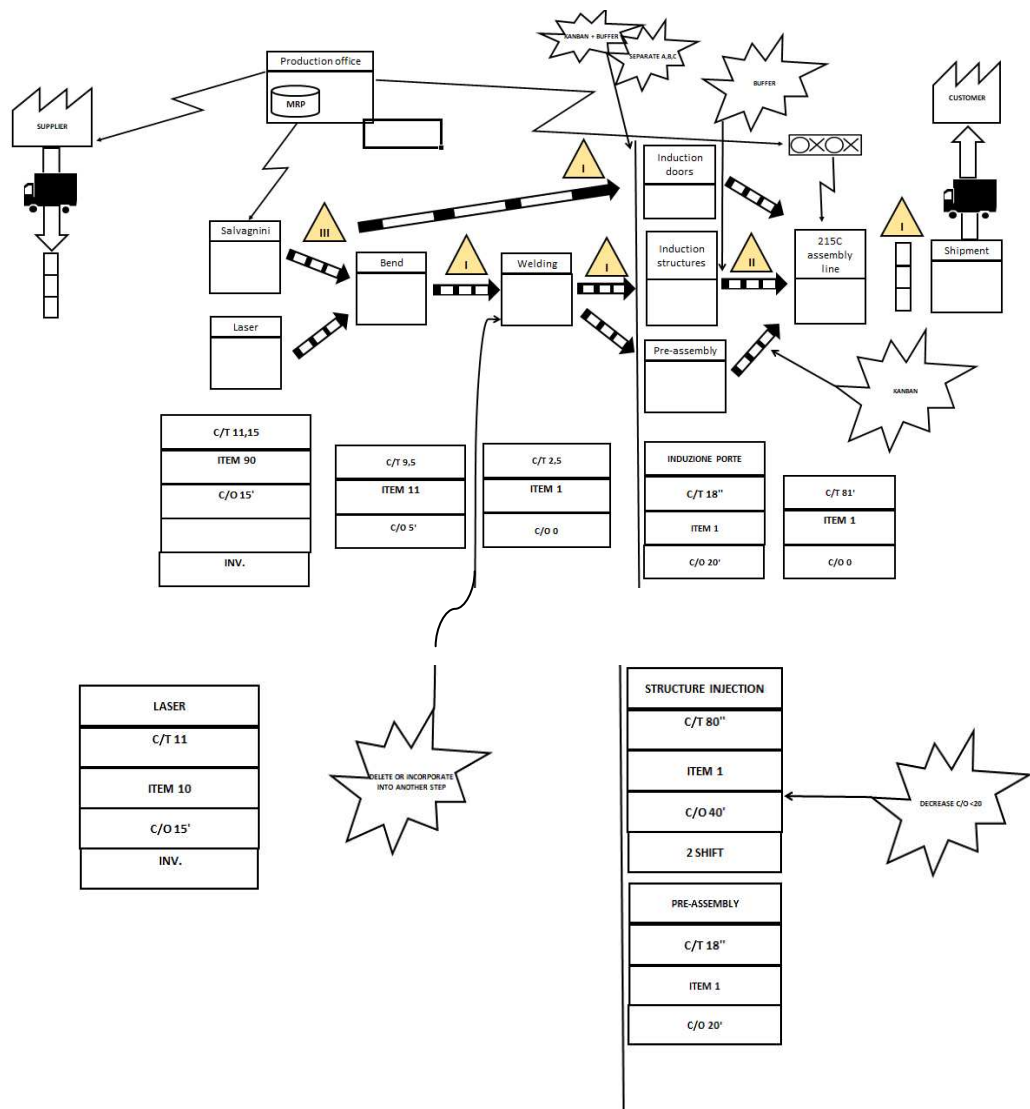 KANBAN + BUFFER
SEPARATE A,B,C
Production office
MRP
BUFFER
SUPPLIER
CUSTOMER
Induction
doors
I
III
Salvagnini
Bend
I
Welding
I
Induction
structures
II
215C
assembly
line
I
Shipment
Laser
Pre-assembly
KANBAN
C/T 11,15
ITEM 90
C/O 15'
INV.
C/T 9,5
ITEM 11
C/O 5'
C/T 2,5
ITEM 1
C/O 0
INDUZIONE PORTE
C/T 18"
ITEM 1
C/O 20'
C/T 81'
ITEM 1
C/O 0
LASER
C/T 11
ITEM 10
C/O 15'
INV.
DELETE OR INCORPORATE
INTO ANOTHER STEP
STRUCTURE INJECTION
C/T 80"
ITEM 1
C/O 40'
2 SHIFT
DECREASE C/O <20
PRE-ASSEMBLY
C/T 18"
ITEM 1
C/O 20'